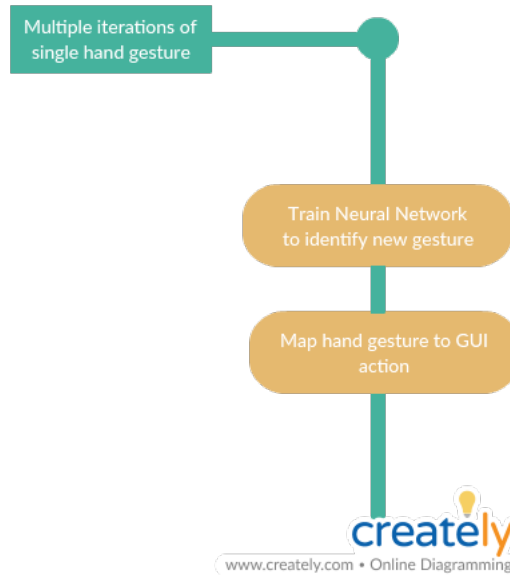 Multiple iterations of
single hand gesture
Train Neural Network
to identify new gesture
Map hand gesture to GUI
action
creately
www.creately.com • Online Diagramming